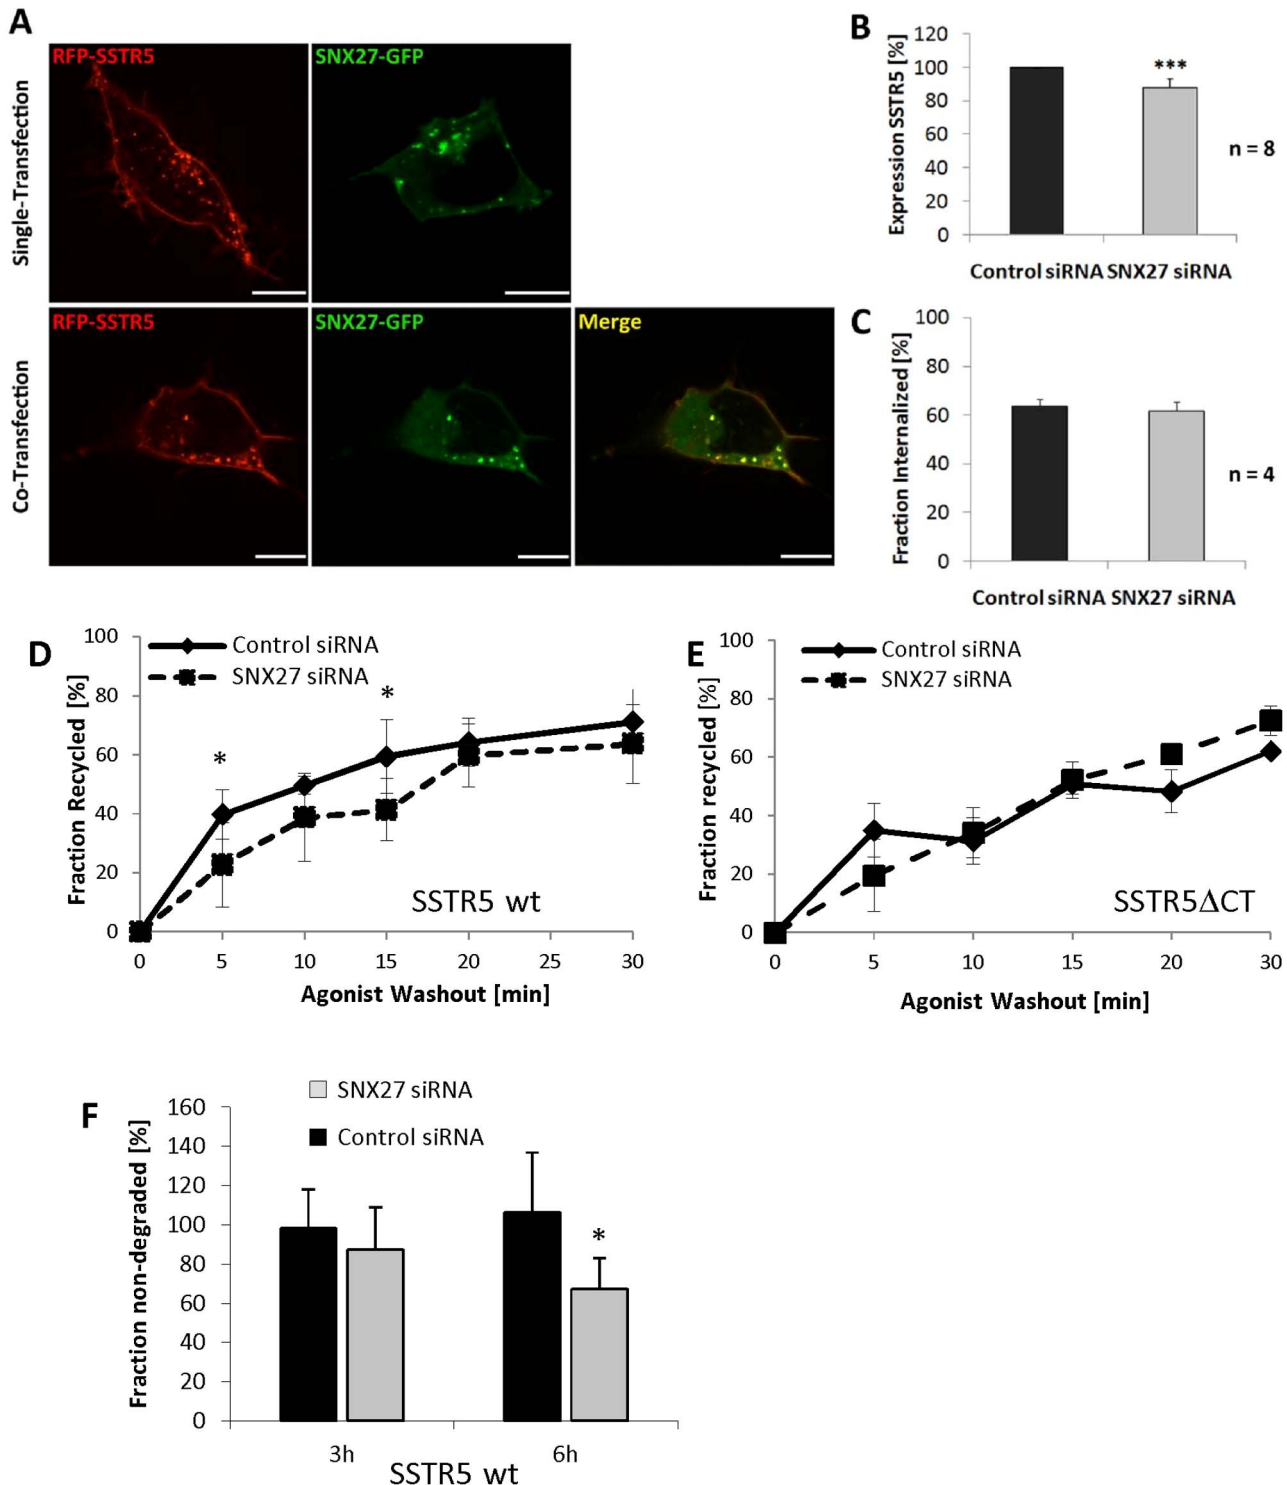 A
RFP-SSTR5
SNX27-GFP
Single-Transfection
RFP-SSTR5
SNX27-GFP
Merge
Co-Transfection
B
Expression SSTR5 [%]
120
100
80
60
40
20
0
***
n = 8
Control siRNA SNX27 siRNA
C
Fraction Internalized [%]
100
80
60
40
20
0
n = 4
Control siRNA SNX27 siRNA
D
Fraction Recycled [%]
100
80
60
40
20
0
Control siRNA
SNX27 siRNA
*
*
SSTR5 wt
0 5 10 15 20 25 30
Agonist Washout [min]
E
Fraction recycled [%]
100
80
60
40
20
0
Control siRNA
SNX27 siRNA
SSTR5ΔCT
0 5 10 15 20 30
Agonist Washout [min]
F
Fraction non-degraded [%]
160
140
120
100
80
60
40
20
0
SNX27 siRNA
Control siRNA
*
3h 6h
SSTR5 wt